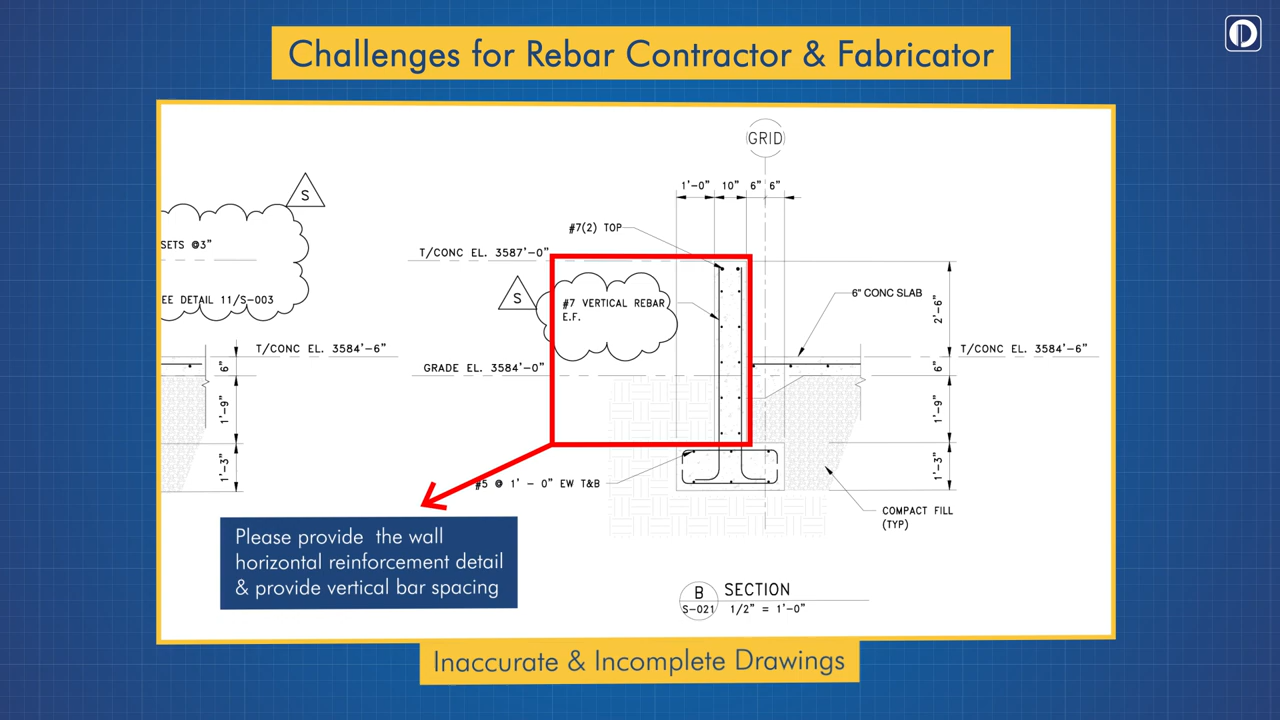 Challenges for Rebar Contractor & Fabricator
GRID
S
1'-0" 10" 6" 6"
#7(2) TOP
SETS @3"
T/CONC EL. 3587'-0"
S
#7 VERTICAL REBAR
E.F.
6" CONC SLAB
2'-6"
EE DETAIL 11/S-003
T/CONC EL. 3584'-6"
T/CONC EL. 3584'-6"
6"
GRADE EL. 3584'-0"
6"
1'-9"
1'-9"
1'-3"
1'-3"
#5 @ 1' - 0" EW T&B
COMPACT FILL
(TYP)
Please provide the wall
horizontal reinforcement detail
& provide vertical bar spacing
B SECTION
S-021 1/2" = 1'-0"
Inaccurate & Incomplete Drawings